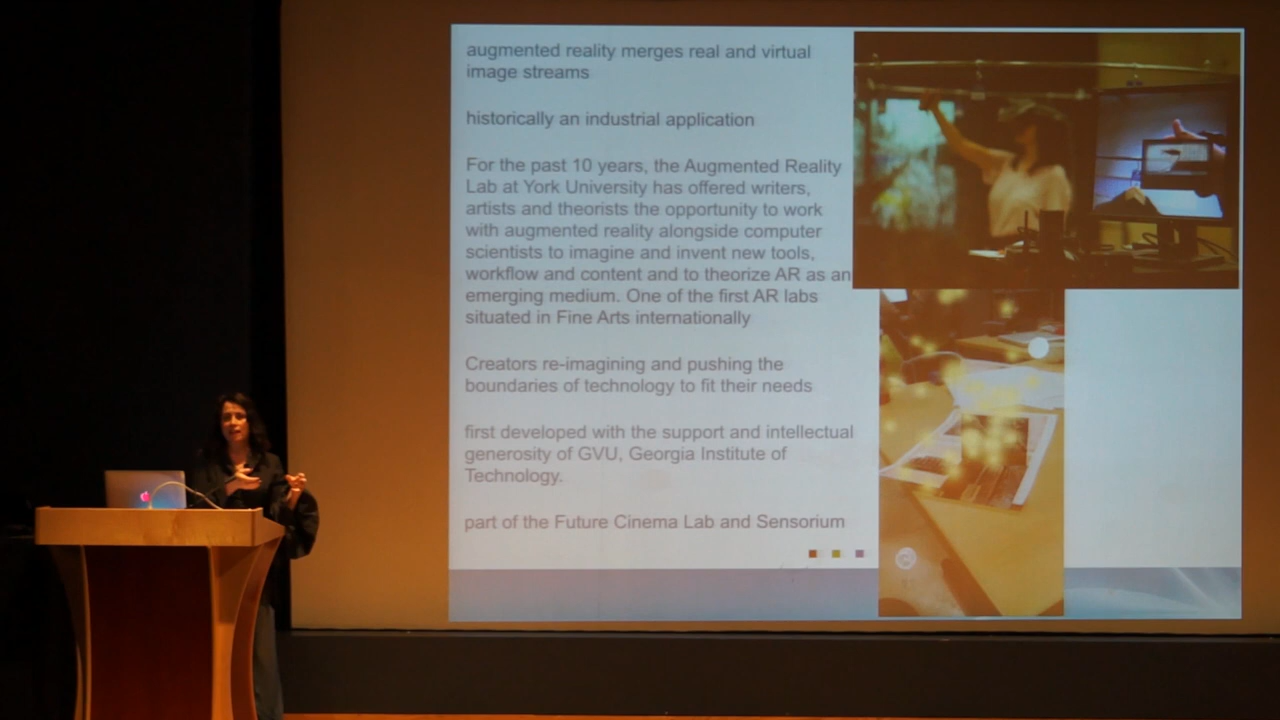 augmented reality merges real and virtual
image streams
historically an industrial application
For the past 10 years, the Augmented Reality
Lab at York University has offered writers,
artists and theorists the opportunity to work
with augmented reality alongside computer
scientists to imagine and invent new tools,
workflow and content and to theorize AR as an
emerging medium. One of the first AR labs
situated in Fine Arts internationally
Creators re-imagining and pushing the
boundaries of technology to fit their needs
first developed with the support and intellectual
generosity of GVU, Georgia Institute of
Technology.
part of the Future Cinema Lab and Sensorium